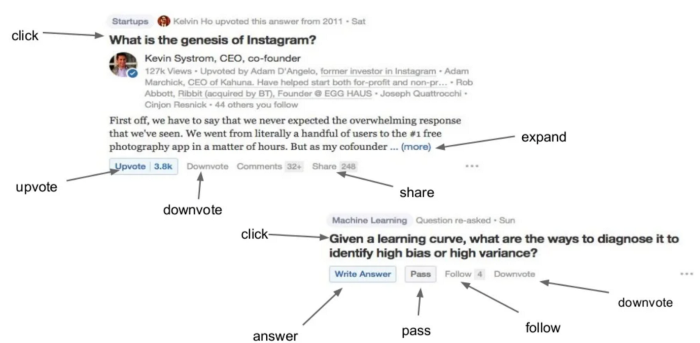 Startups Kelvin Ho upvoted this answer from 2011 • Sat
click
What is the genesis of Instagram?
Kevin Systrom, CEO, co-founder
127k Views • Upvoted by Adam D'Angelo, former investor in Instagram • Adam
Marchick, CEO of Kahuna. Have helped start both for-profit and non-pr... • Rob
Abbott, Ribbit (acquired by BT), Founder @ EGG HAUS • Joseph Quattrocchi •
Cinjon Resnick • 44 others you follow
First off, we have to say that we never expected the overwhelming response
that we've seen. We went from literally a handful of users to the #1 free
photography app in a matter of hours. But as my cofounder ... (more)
expand
Upvote 3.8k Downvote Comments 32+ Share 248
upvote
downvote
share
Machine Learning Question re-asked • Sun
click
Given a learning curve, what are the ways to diagnose it to
identify high bias or high variance?
Write Answer Pass Follow 4 Downvote
answer
pass
follow
downvote